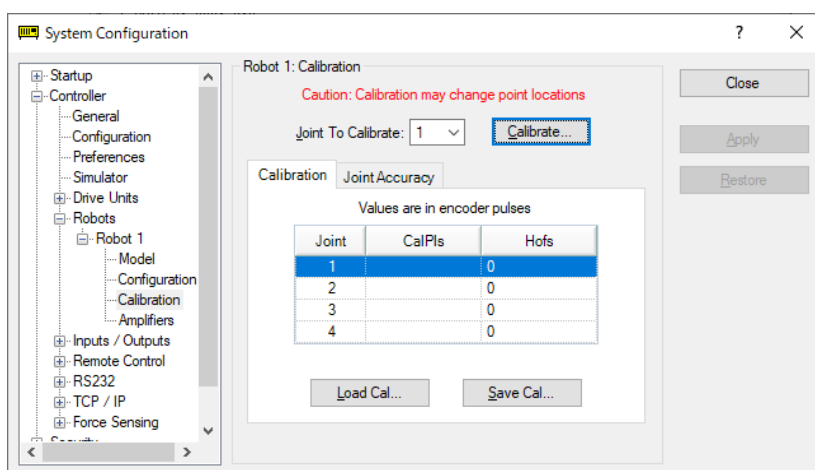 System Configuration
?
Startup
Controller
General
Configuration
Preferences
Simulator
Drive Units
Robots
Robot 1
Model
Configuration
Calibration
Amplifiers
Inputs / Outputs
Remote Control
RS232
TCP / IP
Force Sensing
Robot 1: Calibration
Caution: Calibration may change point locations
Joint To Calibrate: 1
Calibrate...
Calibration Joint Accuracy
Values are in encoder pulses
Joint CalPls Hofs
1 0
2 0
3 0
4 0
Load Cal... Save Cal...
Close
Apply
Restore